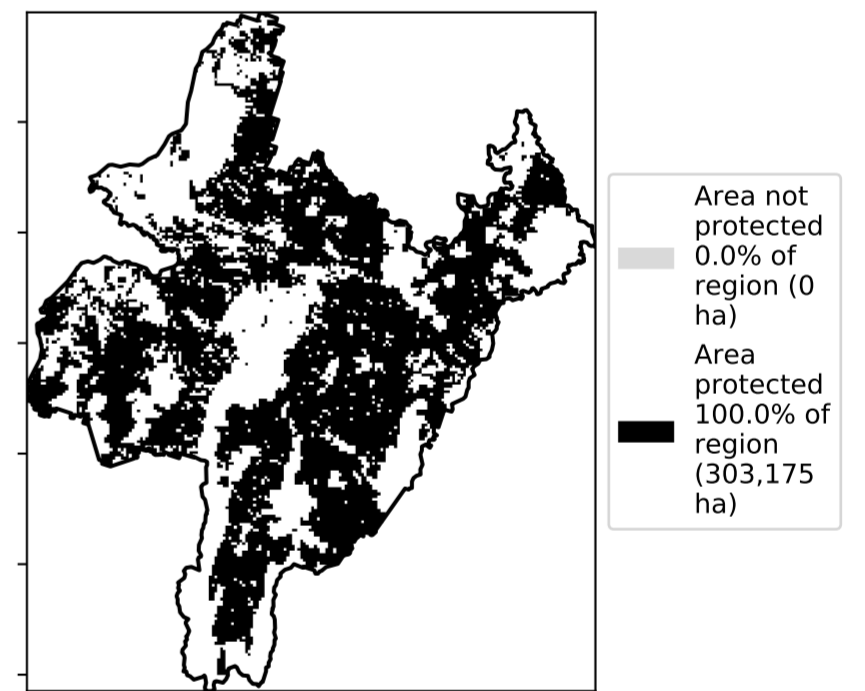 Area not
protected
0.0% of
region (0
ha)
Area
protected
100.0% of
region
(303,175
ha)